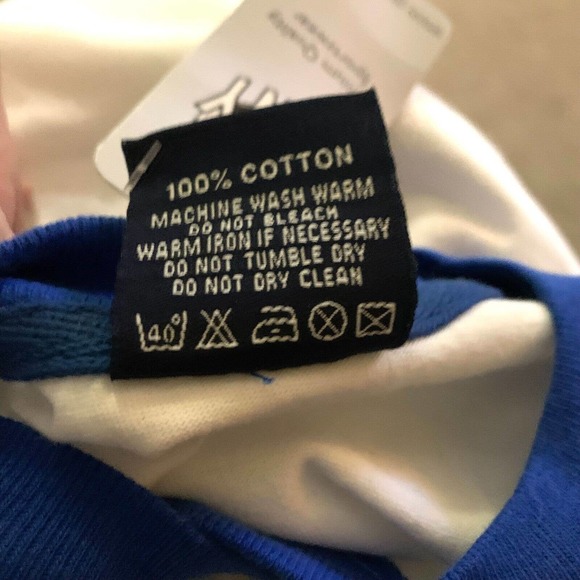 Quality
100% COTTON
MACHINE WASH WARM
DO NOT BLEACH
WARM IRON IF NECESSARY
DO NOT TUMBLE DRY
DO NOT DRY CLEAN
40°